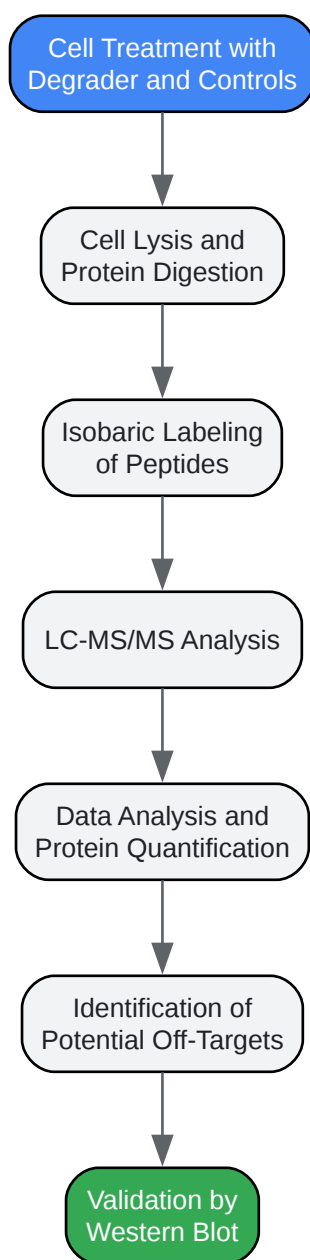 Cell Treatment with
Degrader and Controls
Cell Lysis and
Protein Digestion
Isobaric Labeling
of Peptides
LC-MS/MS Analysis
Data Analysis and
Protein Quantification
Identification of
Potential Off-Targets
Validation by
Western Blot